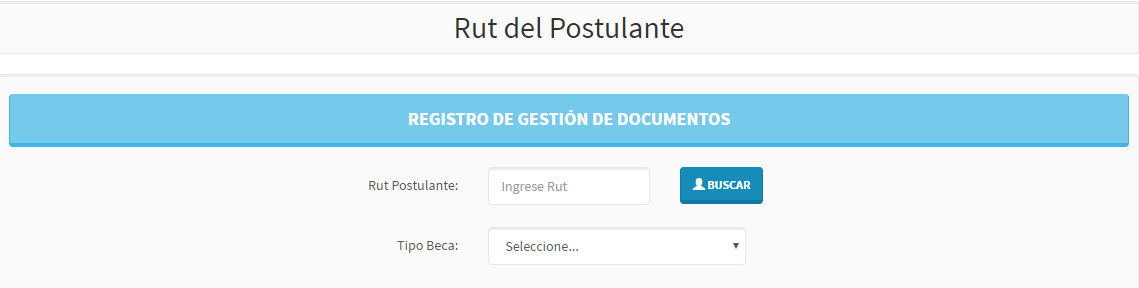 Rut del Postulante
REGISTRO DE GESTIÓN DE DOCUMENTOS
Rut Postulante: Ingrese Rut BUSCAR
Tipo Beca: Seleccione...